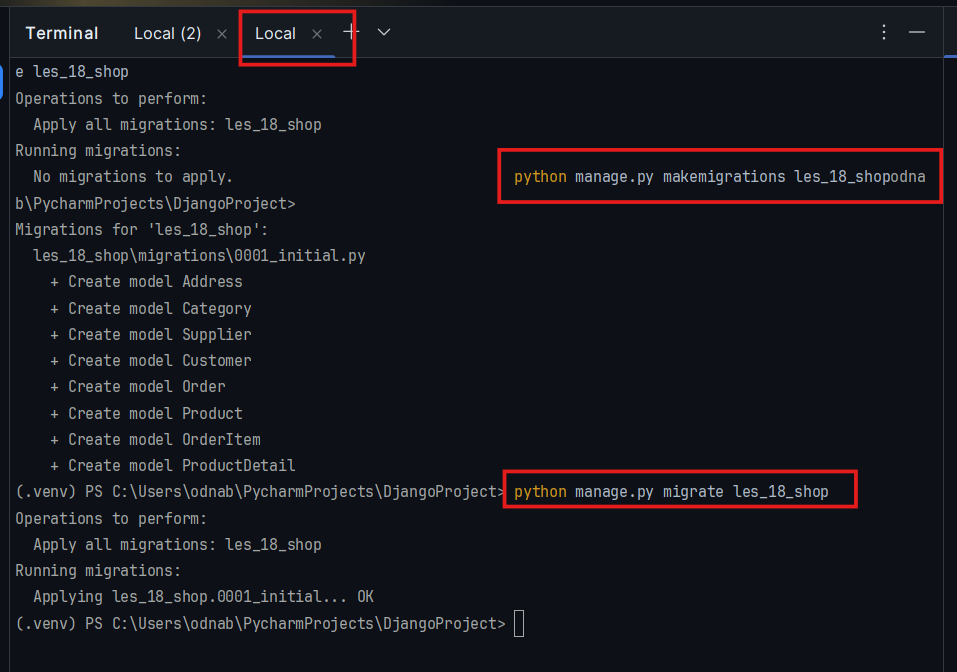 Terminal Local (2) × Local × +
e les_18_shop
Operations to perform:
Apply all migrations: les_18_shop
Running migrations:
No migrations to apply. python manage.py makemigrations les_18_shopodna
b\PycharmProjects\DjangoProject>
Migrations for 'les_18_shop':
les_18_shop\migrations\0001_initial.py
+ Create model Address
+ Create model Category
+ Create model Supplier
+ Create model Customer
+ Create model Order
+ Create model Product
+ Create model OrderItem
+ Create model ProductDetail
(.venv) PS C:\Users\odnab\PycharmProjects\DjangoProject> python manage.py migrate les_18_shop
Operations to perform:
Apply all migrations: les_18_shop
Running migrations:
Applying les_18_shop.0001_initial... OK
(.venv) PS C:\Users\odnab\PycharmProjects\DjangoProject>